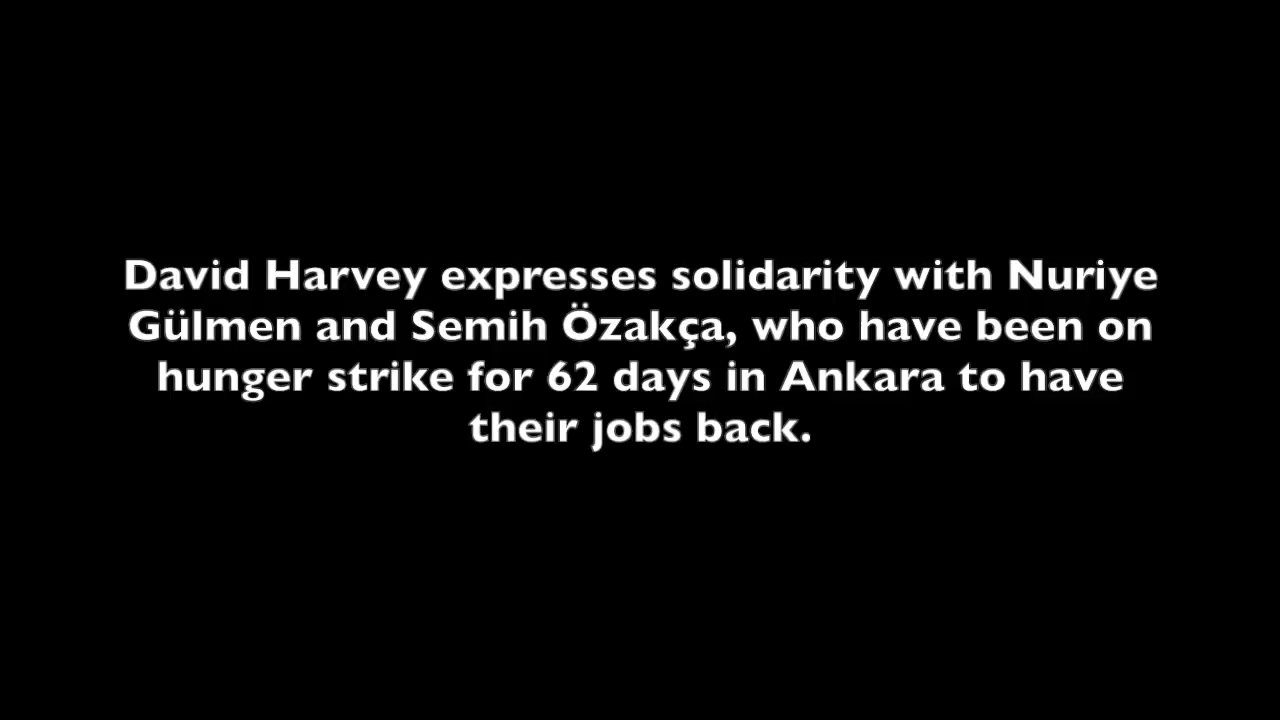 David Harvey expresses solidarity with Nuriye
Gülmen and Semih Özakça, who have been on
hunger strike for 62 days in Ankara to have
their jobs back.